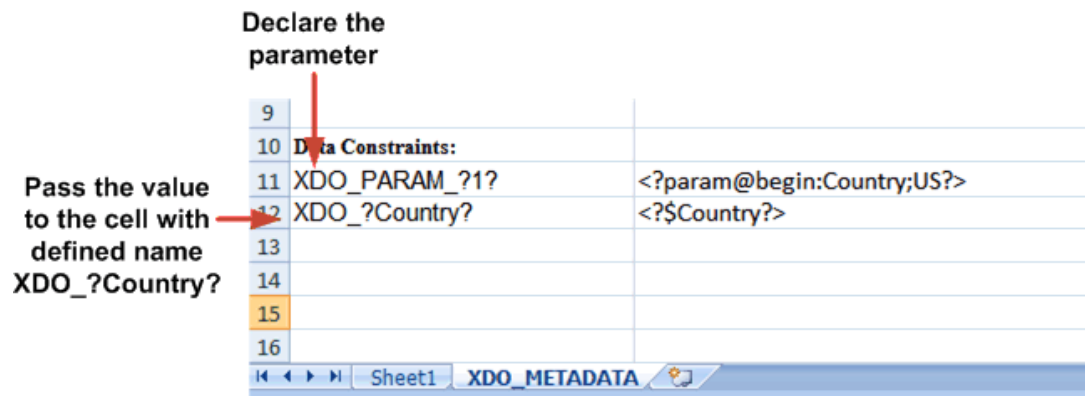 Declare the
parameter
9
10 Data Constraints:
11 XDO_PARAM_?1? <?param@begin:Country;US?>
Pass the value
to the cell with
defined name
XDO_?Country?
12 XDO_?Country? <?$Country?>
13
14
15
16
Sheet1 XDO_METADATA